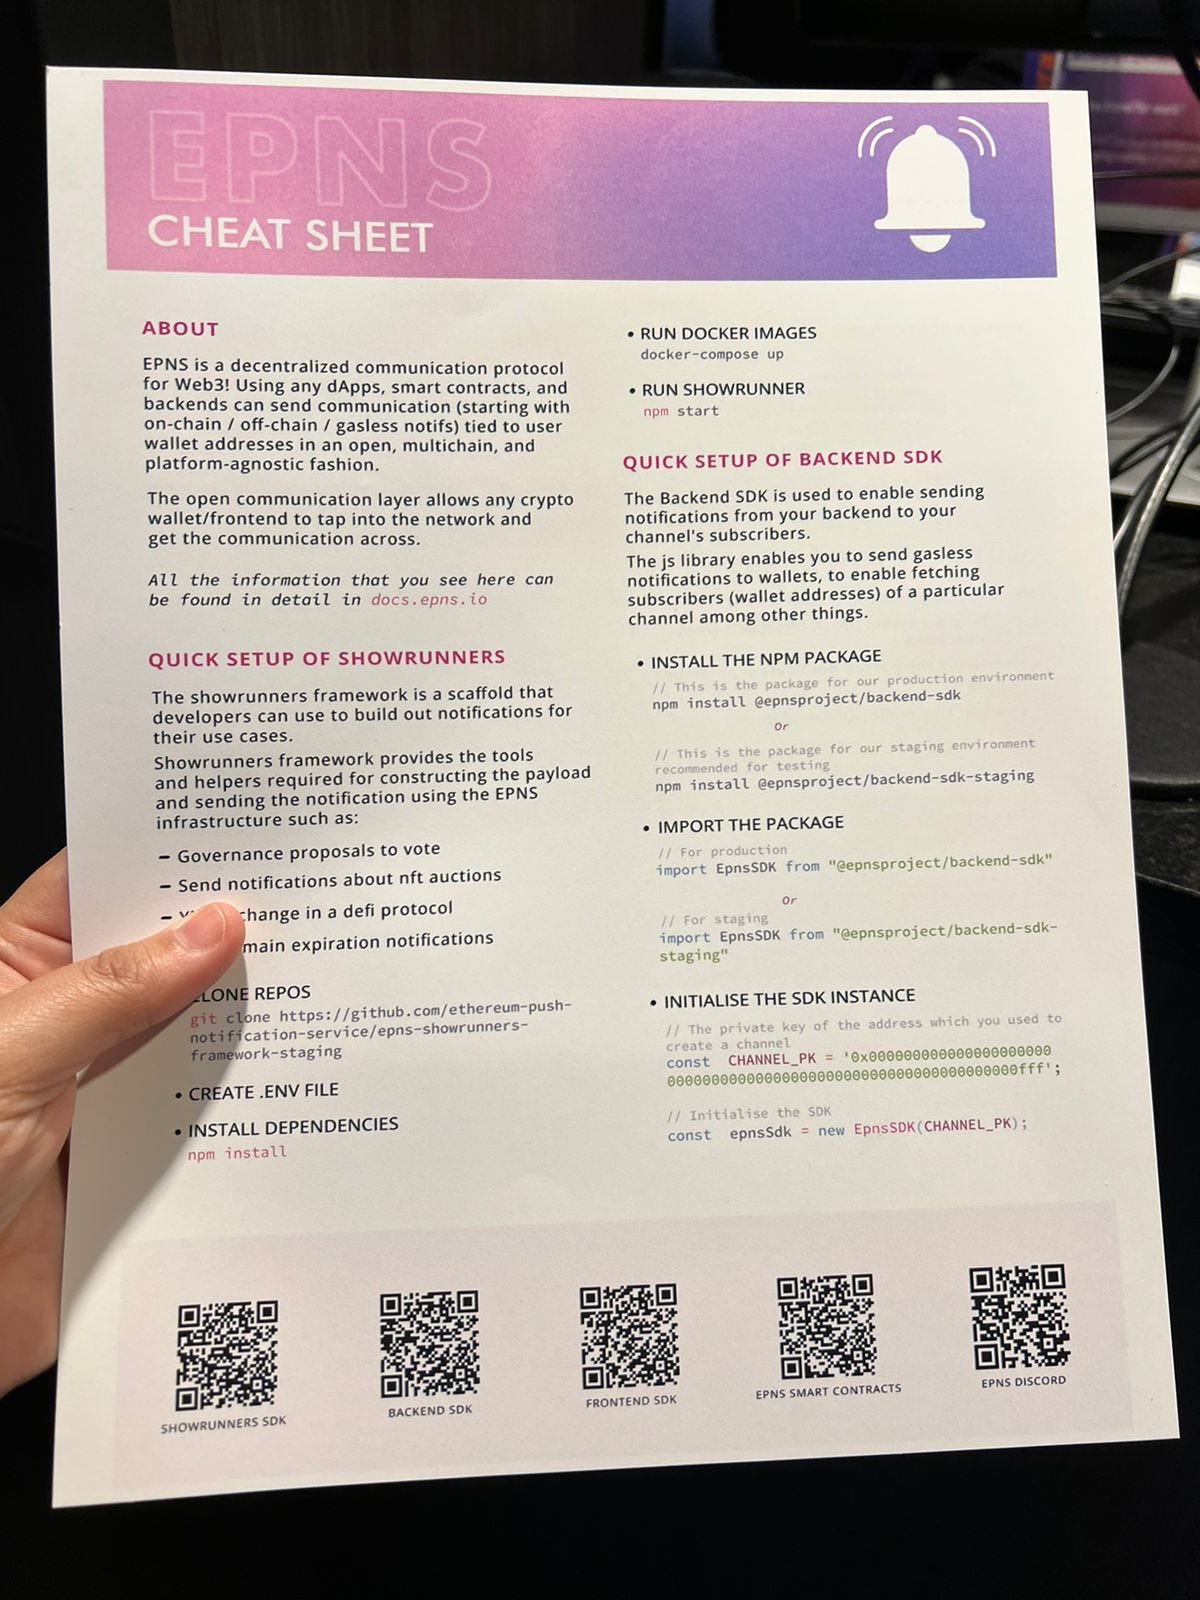 EPNS
CHEAT SHEET
ABOUT
EPNS is a decentralized communication protocol
for Web3! Using any dApps, smart contracts, and
backends can send communication (starting with
on-chain / off-chain / gasless notifs) tied to user
wallet addresses in an open, multichain, and
platform-agnostic fashion.
The open communication layer allows any crypto
wallet/frontend to tap into the network and
get the communication across.
All the information that you see here can
be found in detail in docs.epns.io
QUICK SETUP OF SHOWRUNNERS
The showrunners framework is a scaffold that
developers can use to build out notifications for
their use cases.
Showrunners framework provides the tools
and helpers required for constructing the payload
and sending the notification using the EPNS
infrastructure such as:
– Governance proposals to vote
– Send notifications about nft auctions
– change in a defi protocol
expiration notifications
CLONE REPOS
git clone https://github.com/ethereum-push-
notification-service/epns-showrunners-
framework-staging
• CREATE .ENV FILE
• INSTALL DEPENDENCIES
npm install
• RUN DOCKER IMAGES
docker-compose up
• RUN SHOWRUNNER
npm start
QUICK SETUP OF BACKEND SDK
The Backend SDK is used to enable sending
notifications from your backend to your
channel's subscribers.
The js library enables you to send gasless
notifications to wallets, to enable fetching
subscribers (wallet addresses) of a particular
channel among other things.
• INSTALL THE NPM PACKAGE
// This is the package for our production environment
npm install @epnsproject/backend-sdk
Or
// This is the package for our staging environment
recommended for testing
npm install @epnsproject/backend-sdk-staging
• IMPORT THE PACKAGE
// For production
import EpnsSDK from "@epnsproject/backend-sdk"
Or
// For staging
import EpnsSDK from "@epnsproject/backend-sdk-
staging"
• INITIALISE THE SDK INSTANCE
// The private key of the address which you used to
create a channel
const CHANNEL_PK = '0x00000000000000000000000
000000000000000000000000000000000000000000000fff';
// Initialise the SDK
const epnsSdk = new EpnsSDK(CHANNEL_PK);
SHOWRUNNERS SDK
BACKEND SDK
FRONTEND SDK
EPNS SMART CONTRACTS
EPNS DISCORD